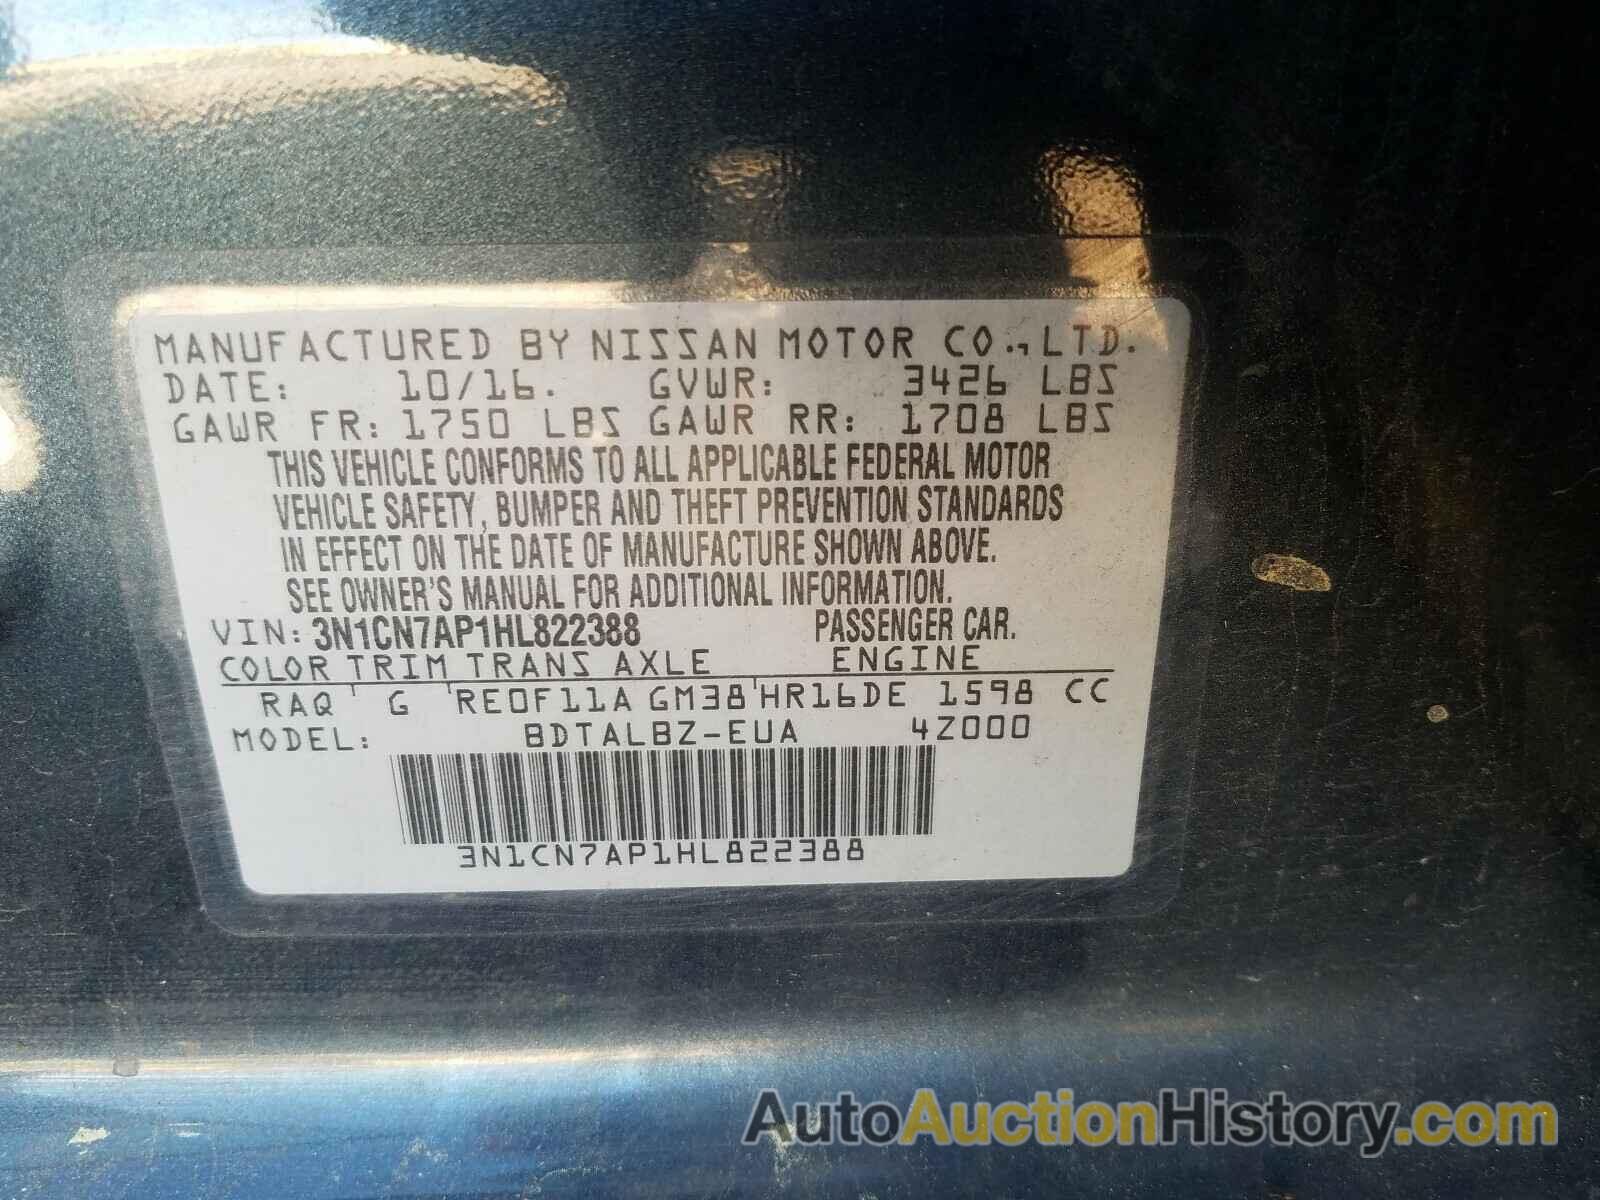 MANUFACTURED BY NISSAN MOTOR CO., LTD.
DATE: 10/16. GVWR: 3426 LBS
GAWR FR: 1750 LBS GAWR RR: 1708 LBS
THIS VEHICLE CONFORMS TO ALL APPLICABLE FEDERAL MOTOR
VEHICLE SAFETY, BUMPER AND THEFT PREVENTION STANDARDS
IN EFFECT ON THE DATE OF MANUFACTURE SHOWN ABOVE.
SEE OWNER'S MANUAL FOR ADDITIONAL INFORMATION.
VIN: 3N1CN7AP1HL822388 PASSENGER CAR.
COLOR TRIM TRANS AXLE ENGINE
RAQ G RE0F11A GM38 HR16DE 1598 CC
MODEL: BDTALBZ-EUA 4Z000
3N1CN7AP1HL822388
AutoAuctionHistory.com